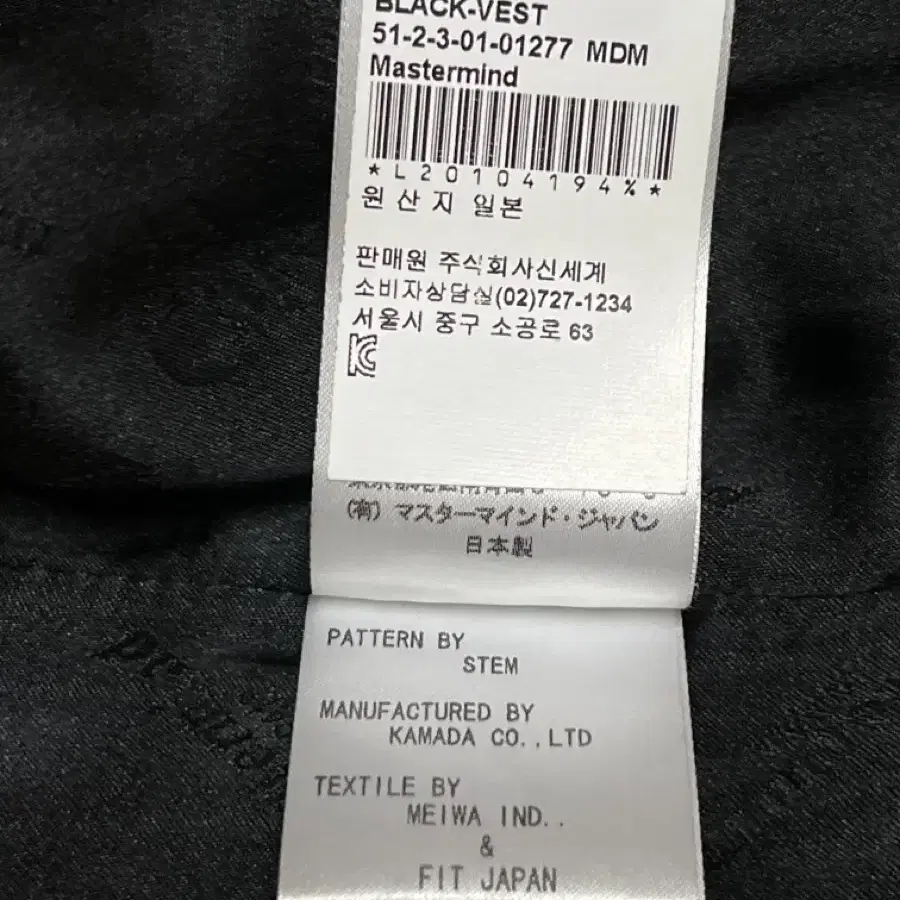 BLACK-VEST
51-2-3-01-01277 MDM
Mastermind
*L20104194%*
원산지 일본
판매원 주식회사신세계
소비자상담실(02)727-1234
서울시 중구 소공로 63
(有) マスターマインド・ジャパン
日本製
PATTERN BY
STEM
MANUFACTURED BY
KAMADA CO.,LTD
TEXTILE BY
MEIWA IND..
&
FIT JAPAN